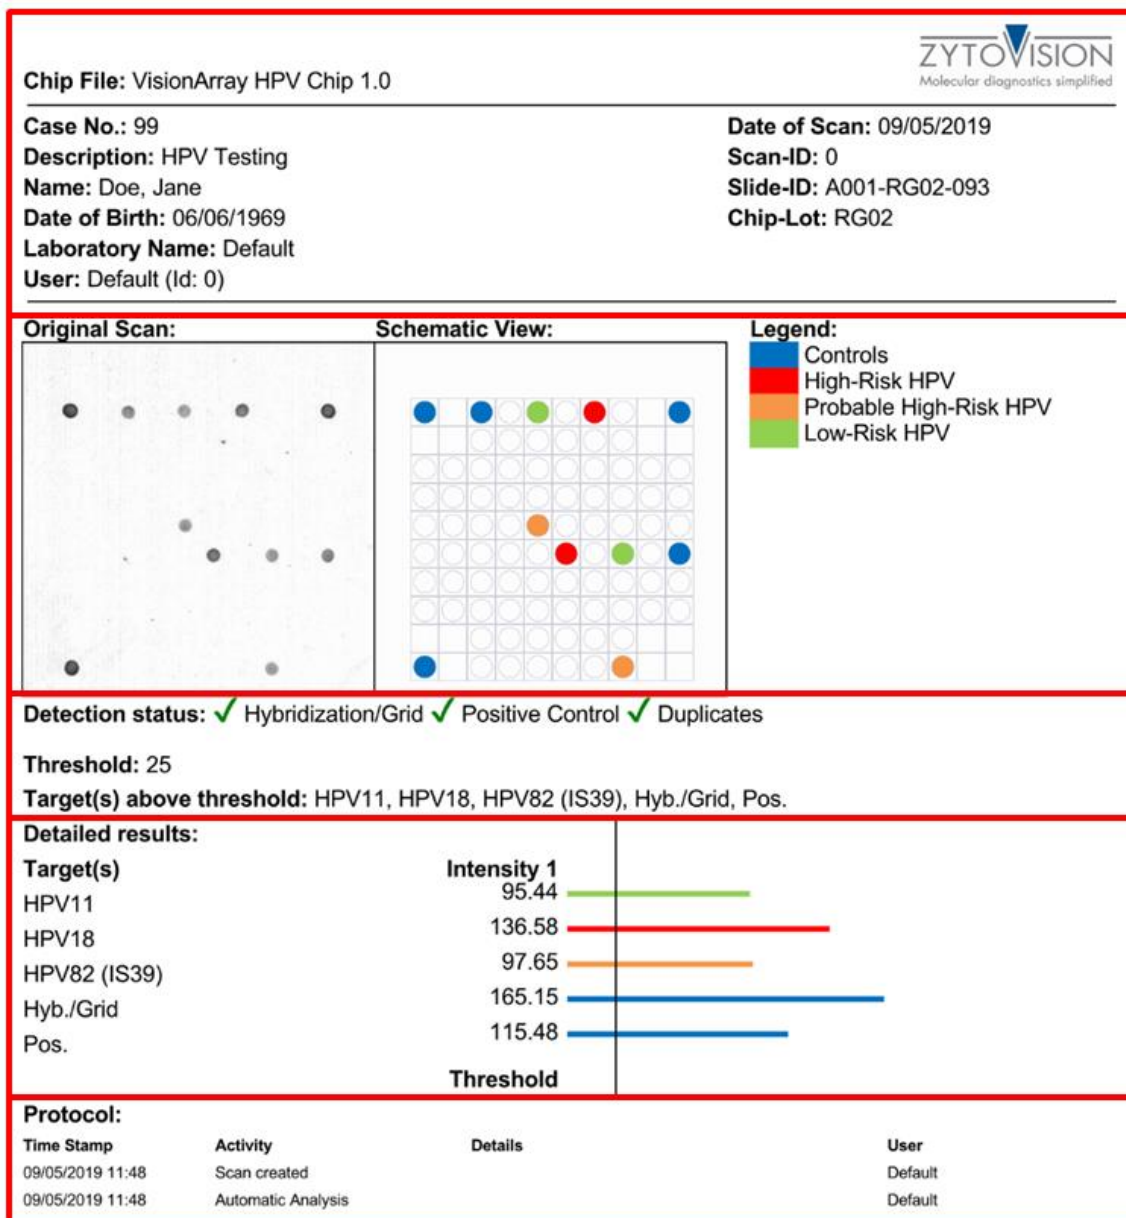 ZYTOVISION
Molecular diagnostics simplified
Chip File: VisionArray HPV Chip 1.0
Case No.: 99
Date of Scan: 09/05/2019
Description: HPV Testing
Scan-ID: 0
Name: Doe, Jane
Slide-ID: A001-RG02-093
Date of Birth: 06/06/1969
Chip-Lot: RG02
Laboratory Name: Default
User: Default (Id: 0)
Original Scan:
Schematic View:
Legend:
Controls
High-Risk HPV
Probable High-Risk HPV
Low-Risk HPV
Detection status: ✓ Hybridization/Grid ✓ Positive Control ✓ Duplicates
Threshold: 25
Target(s) above threshold: HPV11, HPV18, HPV82 (IS39), Hyb./Grid, Pos.
Detailed results:
Target(s) Intensity 1
HPV11 95.44
HPV18 136.58
HPV82 (IS39) 97.65
Hyb./Grid 165.15
Pos. 115.48
Threshold
Protocol:
Time Stamp Activity Details User
09/05/2019 11:48 Scan created Default
09/05/2019 11:48 Automatic Analysis Default